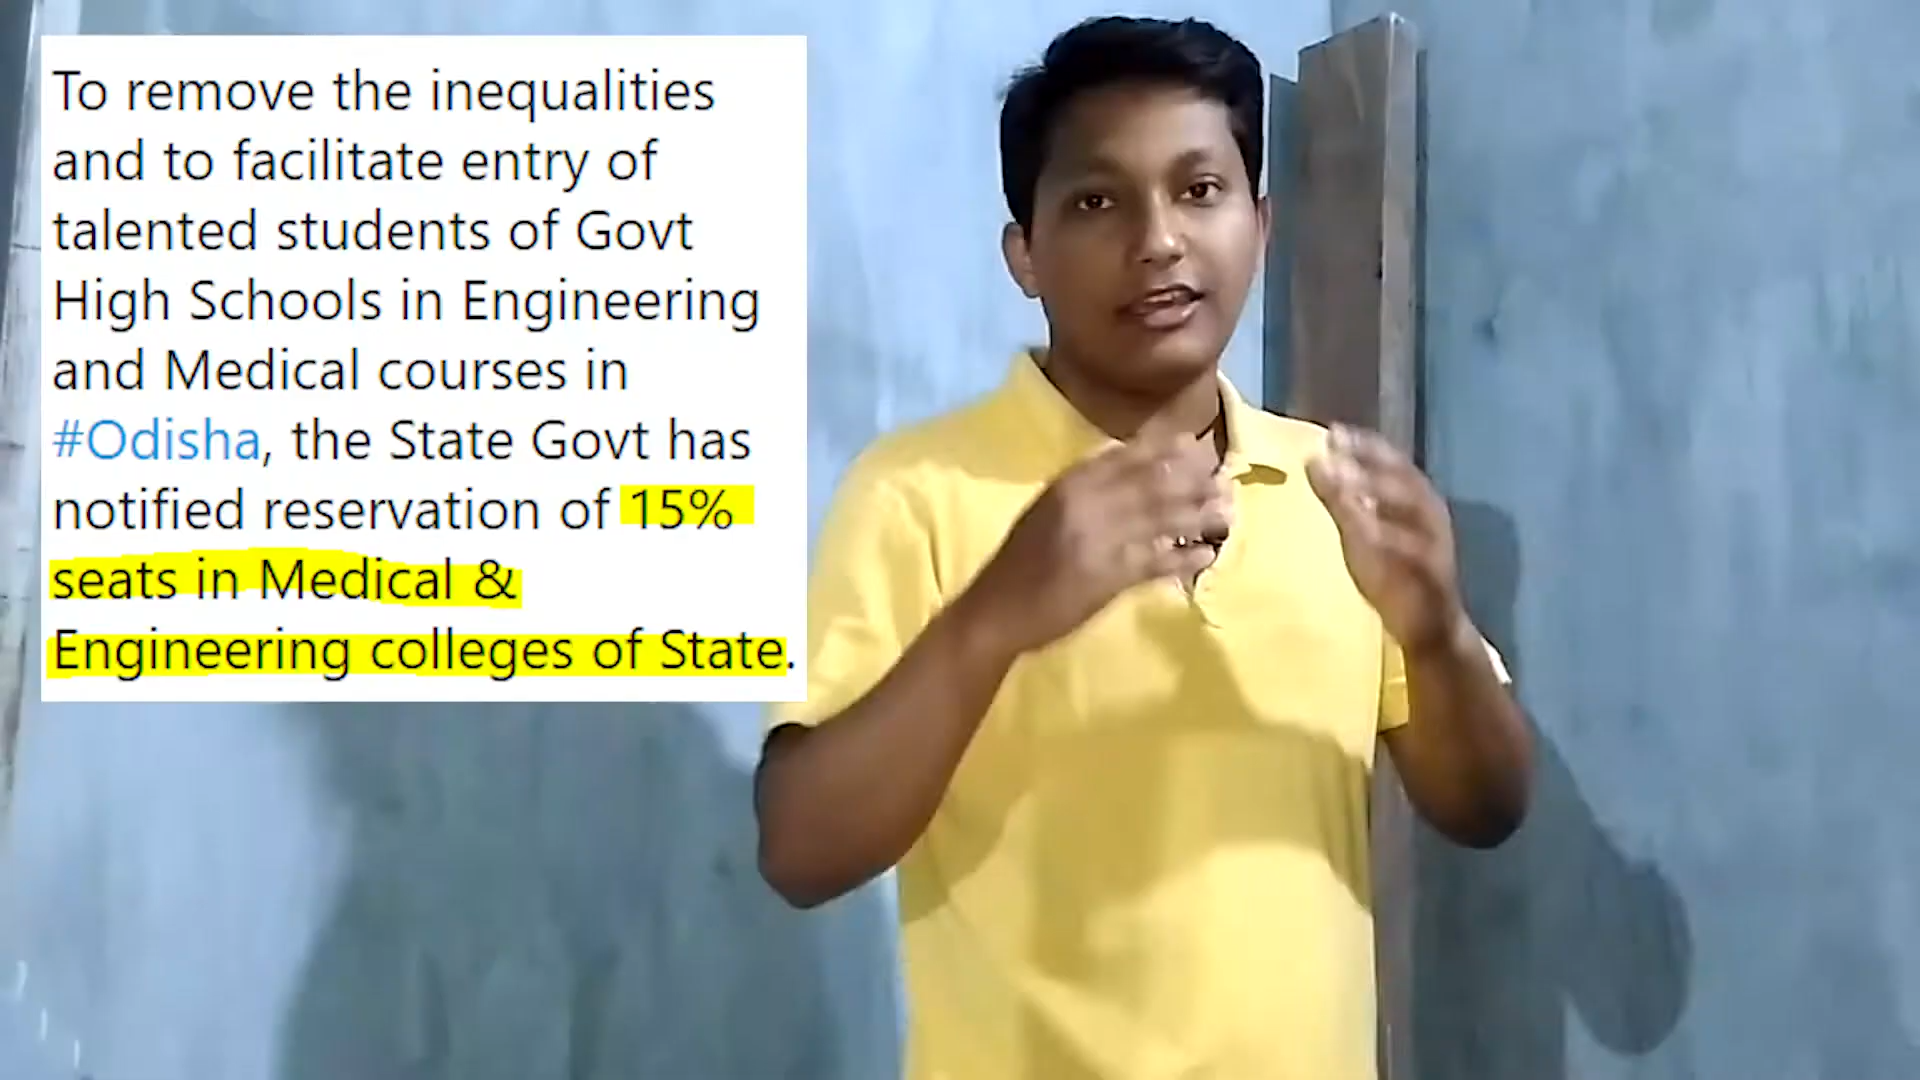 To remove the inequalities
and to facilitate entry of
talented students of Govt
High Schools in Engineering
and Medical courses in
#Odisha, the State Govt has
notified reservation of 15%
seats in Medical &
Engineering colleges of State.